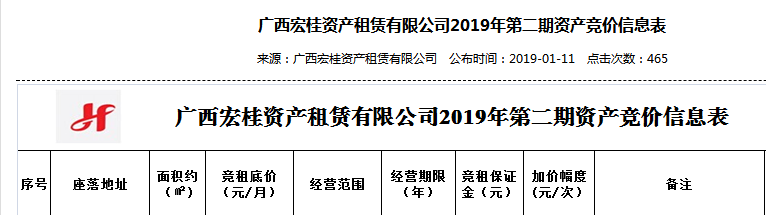 广西宏桂资产租赁有限公司2019年第二期资产竞价信息表
来源：广西宏桂资产租赁有限公司 公布时间：2019-01-11 点击次数：465
广西宏桂资产租赁有限公司2019年第二期资产竞价信息表
序号 座落地址 面积约（㎡） 竞租底价（元/月） 经营范围 经营期限（年） 竞租保证金（元） 加价幅度(元/次） 备注